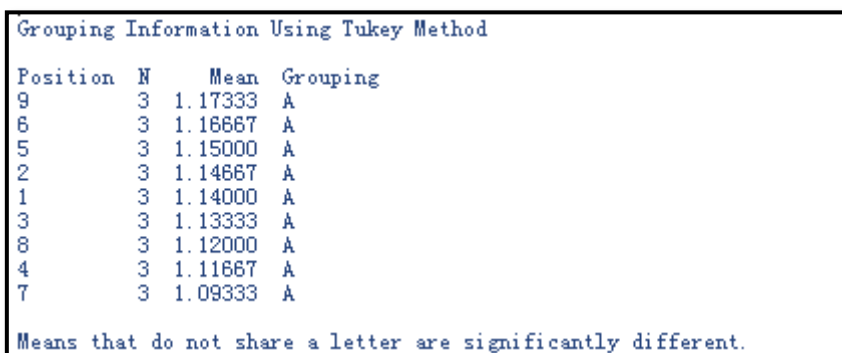 Grouping Information Using Tukey Method
Position N Mean Grouping
9 3 1.17333 A
6 3 1.16667 A
5 3 1.15000 A
2 3 1.14667 A
1 3 1.14000 A
3 3 1.13333 A
8 3 1.12000 A
4 3 1.11667 A
7 3 1.09333 A
Means that do not share a letter are significantly different.